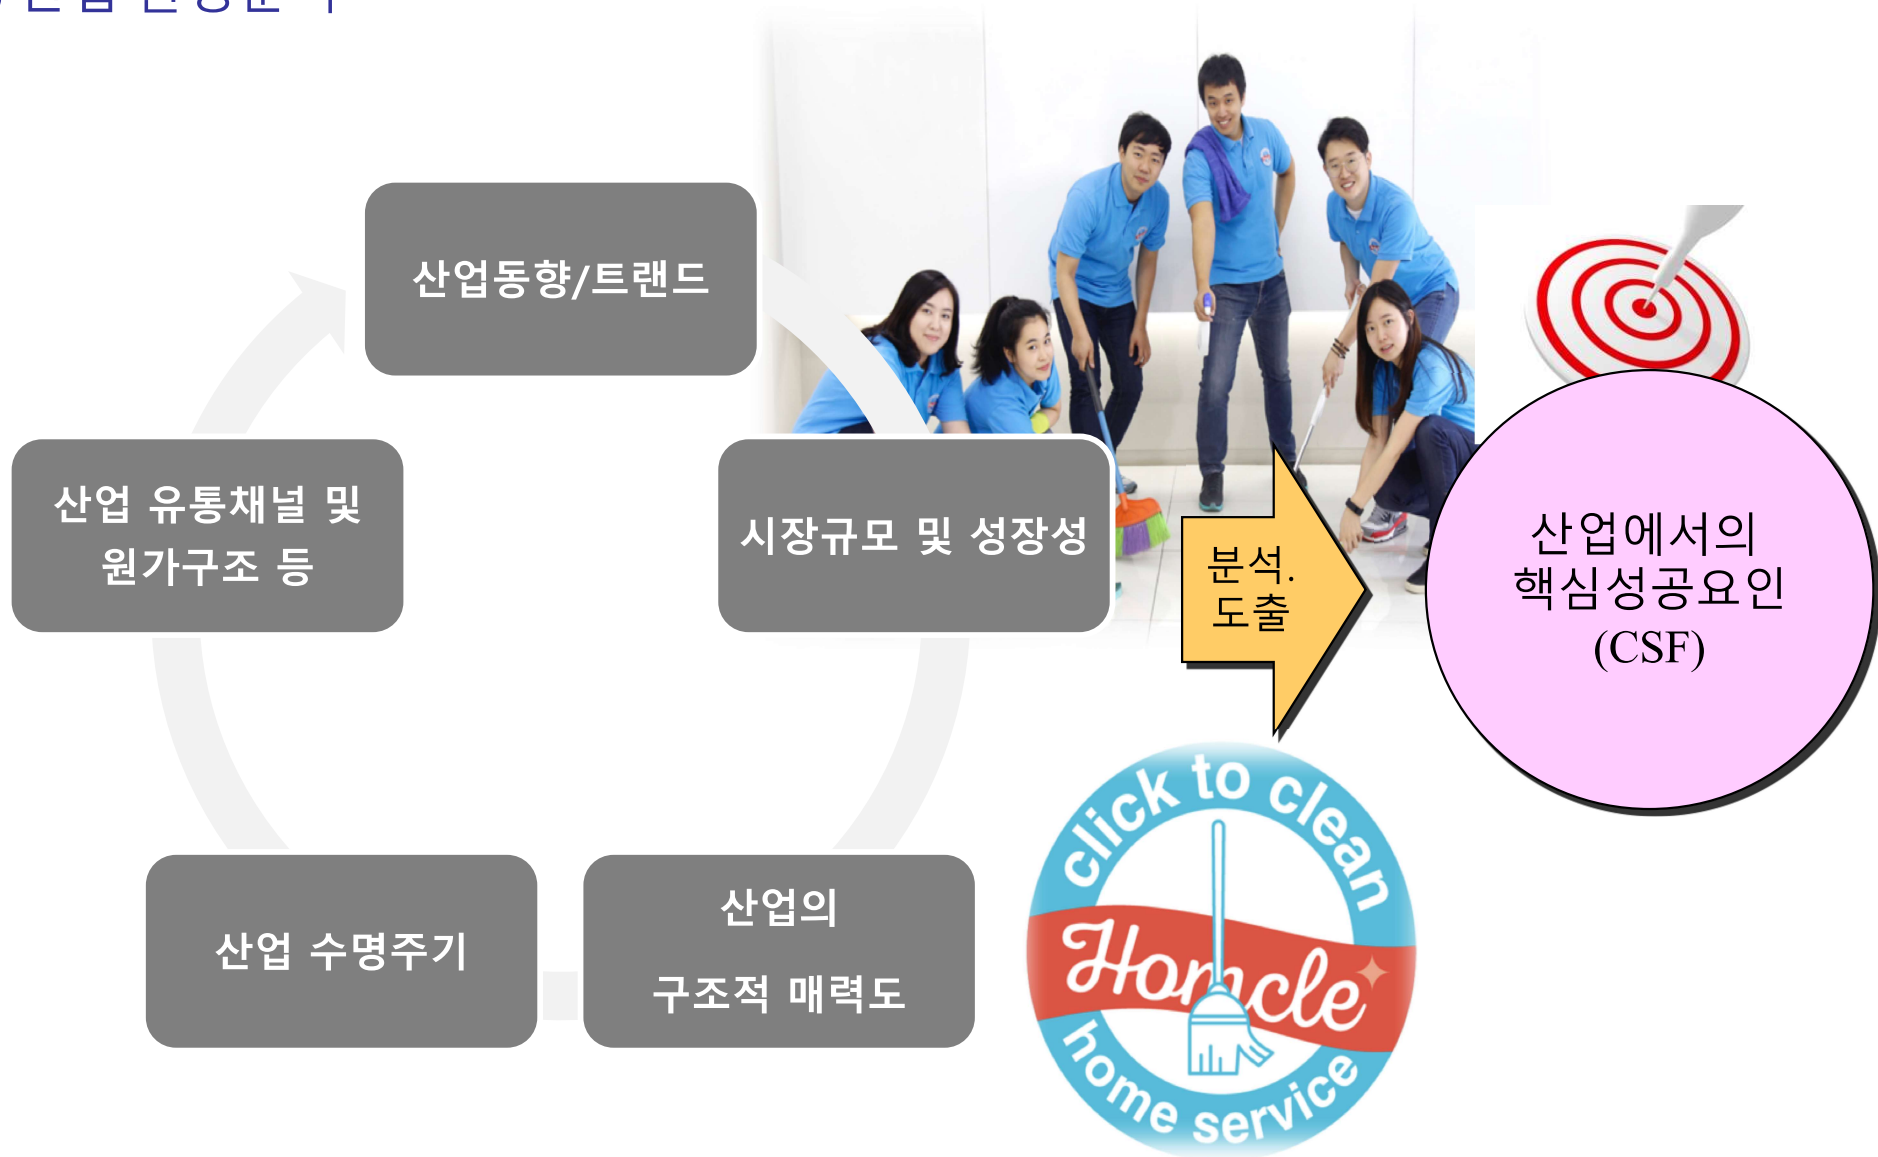 산업동향/트랜드
산업 유통채널 및
원가구조 등
시장규모 및 성장성
산업 수명주기
산업의
구조적 매력도
분석.
도출
산업에서의
핵심성공요인
(CSF)
click to clean
Homcle
home service